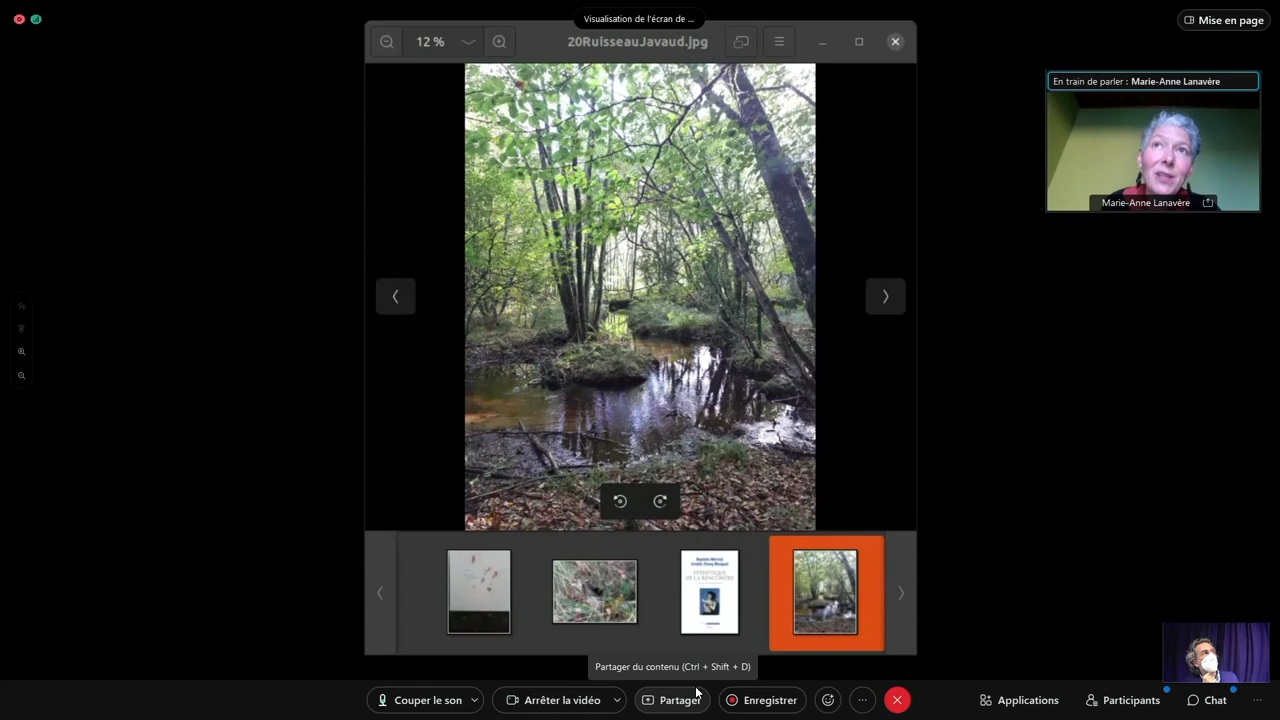 Visualisation de l'écran de ...
Mise en page
12 %
20RuisseauJavaud.jpg
En train de parler : Marie-Anne Lanavère
Marie-Anne Lanavère
ESTHÉTIQUE
DE LA RENCONTRE
Partager du contenu (Ctrl + Shift + D)
Couper le son
Arrêter la vidéo
Partager
Enregistrer
Applications
Participants
Chat